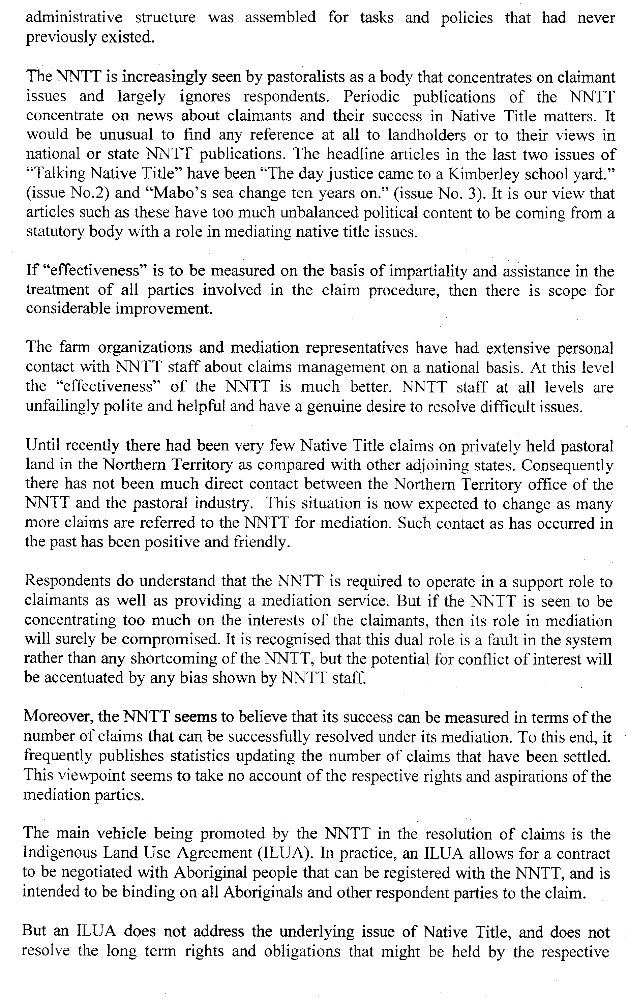 administrative structure was assembled for tasks and policies that had never
previously existed.
The NNTT is increasingly seen by pastoralists as a body that concentrates on claimant
issues and largely ignores respondents. Periodic publications of the NNTT
concentrate on news about claimants and their success in Native Title matters. It
would be unusual to find any reference at all to landholders or to their views in
national or state NNTT publications. The headline articles in the last two issues of
“Talking Native Title” have been “The day justice came to a Kimberley school yard.”
(issue No.2) and “Mabo’s sea change ten years on.” (issue No. 3). It is our view that
articles such as these have too much unbalanced political content to be coming from a
statutory body with a role in mediating native title issues.
If “effectiveness” is to be measured on the basis of impartiality and assistance in the
treatment of all parties involved in the claim procedure, then there is scope for
considerable improvement.
The farm organizations and mediation representatives have had extensive personal
contact with NNTT staff about claims management on a national basis. At this level
the “effectiveness” of the NNTT is much better. NNTT staff at all levels are
unfailingly polite and helpful and have a genuine desire to resolve difficult issues.
Until recently there had been very few Native Title claims on privately held pastoral
land in the Northern Territory as compared with other adjoining states. Consequently
there has not been much direct contact between the Northern Territory office of the
NNTT and the pastoral industry. This situation is now expected to change as many
more claims are referred to the NNTT for mediation. Such contact as has occurred in
the past has been positive and friendly.
Respondents do understand that the NNTT is required to operate in a support role to
claimants as well as providing a mediation service. But if the NNTT is seen to be
concentrating too much on the interests of the claimants, then its role in mediation
will surely be compromised. It is recognised that this dual role is a fault in the system
rather than any shortcoming of the NNTT, but the potential for conflict of interest will
be accentuated by any bias shown by NNTT staff.
Moreover, the NNTT seems to believe that its success can be measured in terms of the
number of claims that can be successfully resolved under its mediation. To this end, it
frequently publishes statistics updating the number of claims that have been settled.
This viewpoint seems to take no account of the respective rights and aspirations of the
mediation parties.
The main vehicle being promoted by the NNTT in the resolution of claims is the
Indigenous Land Use Agreement (ILUA). In practice, an ILUA allows for a contract
to be negotiated with Aboriginal people that can be registered with the NNTT, and is
intended to be binding on all Aboriginals and other respondent parties to the claim.
But an ILUA does not address the underlying issue of Native Title, and does not
resolve the long term rights and obligations that might be held by the respective